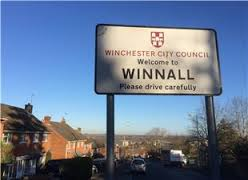 WINCHESTER CITY COUNCIL
Welcome to
WINNALL
Please drive carefully